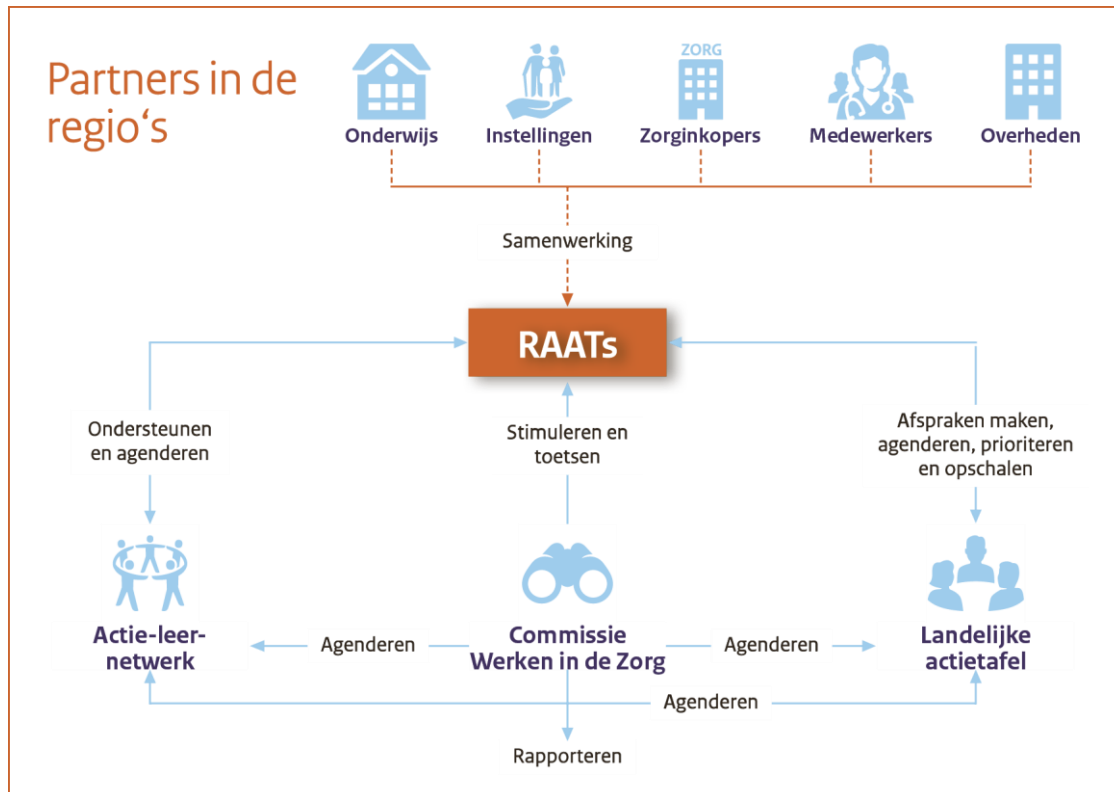 Partners in de
regio‘s
ZORG
Onderwijs
Instellingen
Zorginkopers
Medewerkers
Overheden
Samenwerking
RAATs
Ondersteunen
en agenderen
Stimuleren en
toetsen
Afspraken maken,
agenderen, prioriteren
en opschalen
Actie-leer-
netwerk
Agenderen
Commissie
Werken in de Zorg
Agenderen
Landelijke
actietafel
Agenderen
Rapporteren